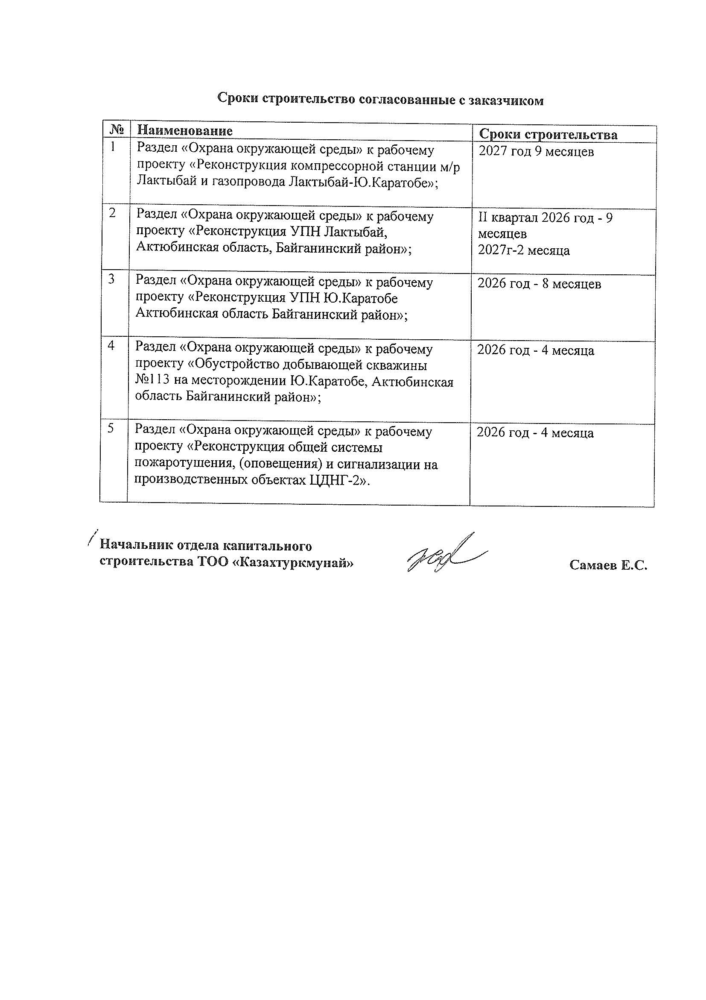 Сроки строительство согласованные с заказчиком
№ Наименование Сроки строительства
1 Раздел «Охрана окружающей среды» к рабочему 2027 год 9 месяцев
проекту «Реконструкция компрессорной станции м/р
Лактыбай и газопровода Лактыбай-Ю.Каратобе»;
2 Раздел «Охрана окружающей среды» к рабочему II квартал 2026 год - 9
проекту «Реконструкция УПН Лактыбай, месяцев
Актюбинская область, Байганинский район»; 2027г-2 месяца
3 Раздел «Охрана окружающей среды» к рабочему 2026 год - 8 месяцев
проекту «Реконструкция УПН Ю.Каратобе
Актюбинская область Байганинский район»;
4 Раздел «Охрана окружающей среды» к рабочему 2026 год - 4 месяца
проекту «Обустройство добывающей скважины
№113 на месторождении Ю.Каратобе, Актюбинская
область Байганинский район»;
5 Раздел «Охрана окружающей среды» к рабочему 2026 год - 4 месяца
проекту «Реконструкция общей системы
пожаротушения, (оповещения) и сигнализации на
производственных объектах ЦДНГ-2».
Начальник отдела капитального
строительства ТОО «Казахтуркмунай» Самаев Е.С.